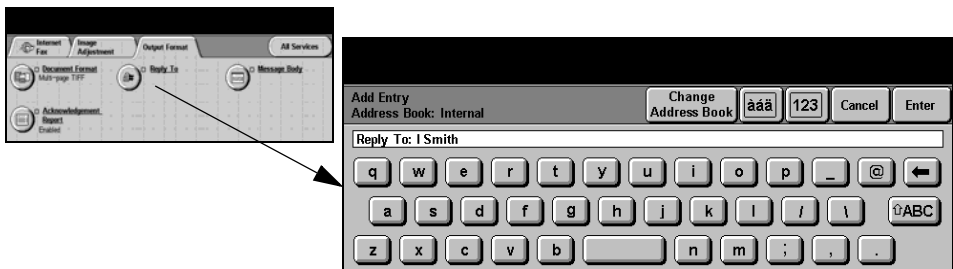 Internet Fax
Image Adjustment
Output Format
All Services
Document Format
Multi-page TIFF
Reply To
Message Body
Acknowledgement Report
Enabled
Add Entry
Address Book: Internal
Change Address Book
àáä
123
Cancel
Enter
Reply To: I Smith
q w e r t y u i o p _ @
a s d f g h j k l / \ ⇧ABC
z x c v b n m ; , .